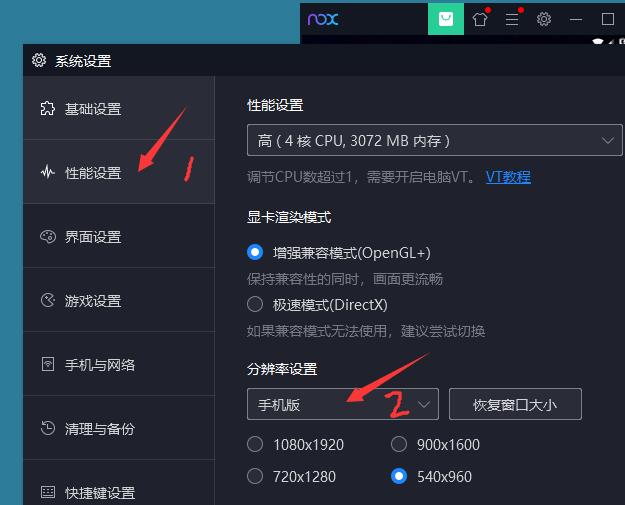 nox
系统设置
基础设置
性能设置
界面设置
游戏设置
手机与网络
清理与备份
快捷键设置
1
性能设置
高 ( 4 核 CPU, 3072 MB 内存 )
调节CPU数超过1，需要开启电脑VT。 VT教程
显卡渲染模式
增强兼容模式(OpenGL+)
保持兼容性的同时，画面更流畅
极速模式(DirectX)
如果兼容模式无法使用，建议尝试切换
分辨率设置
手机版 2 恢复窗口大小
1080x1920 900x1600
720x1280 540x960